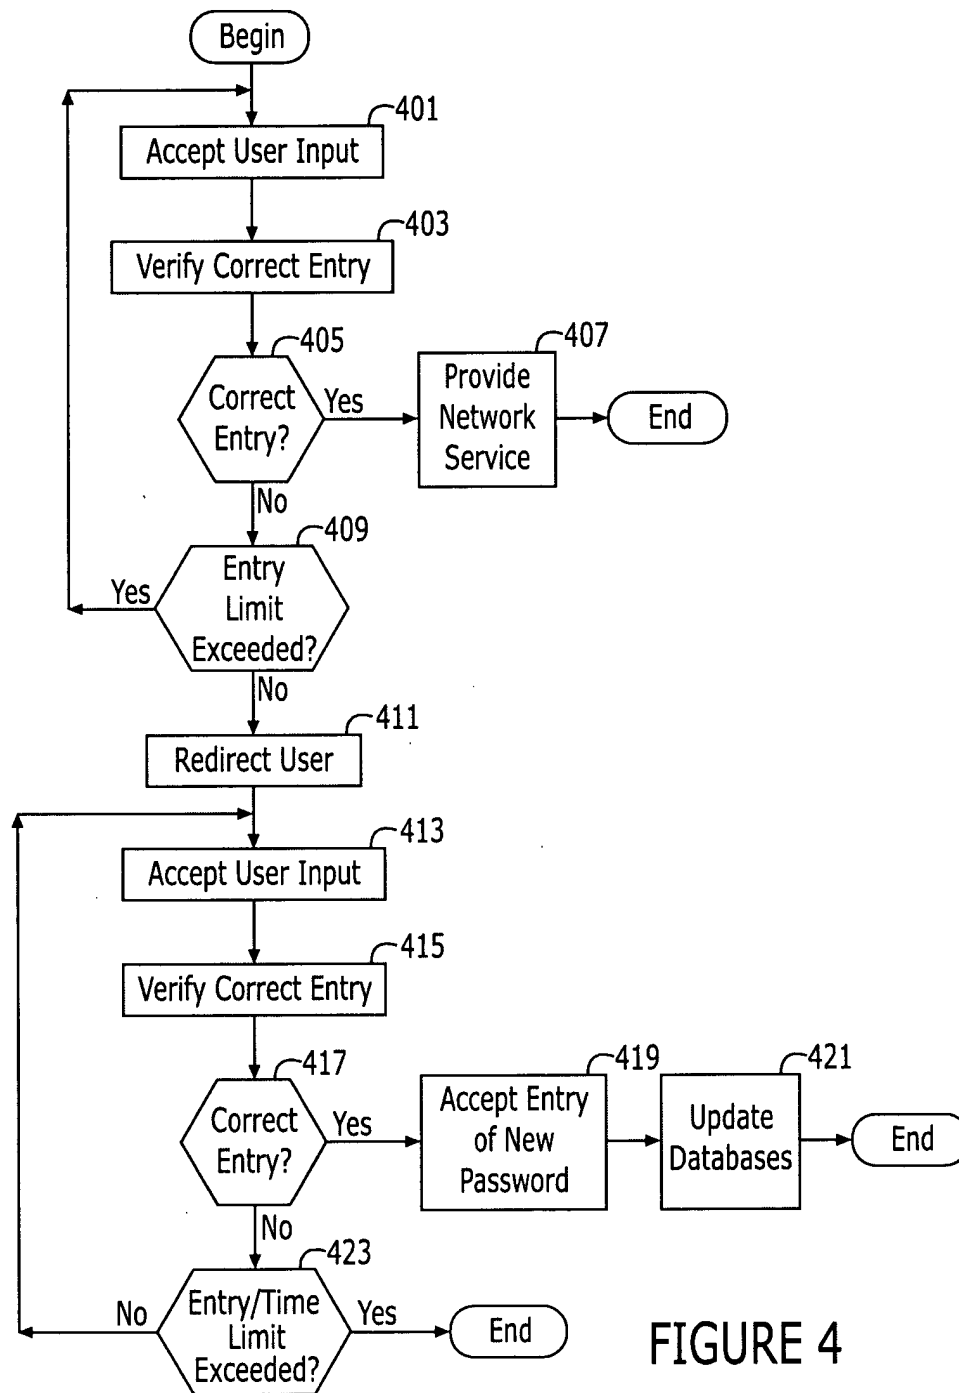 Begin
401
Accept User Input
403
Verify Correct Entry
405
Correct
Entry?
Yes
407
Provide
Network
Service
End
No
409
Entry
Limit
Exceeded?
Yes
No
411
Redirect User
413
Accept User Input
415
Verify Correct Entry
417
Correct
Entry?
Yes
419
Accept Entry
of New
Password
421
Update
Databases
End
No
423
Entry/Time
Limit
Exceeded?
No
Yes
End
FIGURE 4